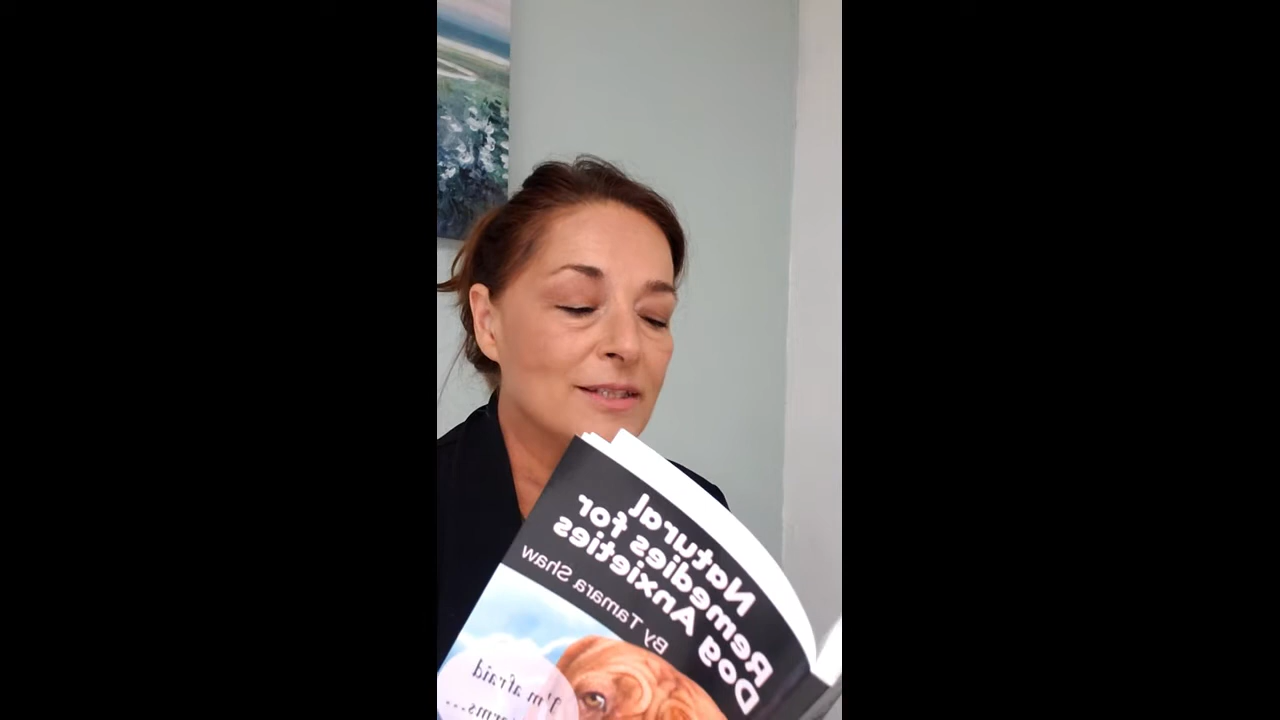 Natural
Remedies for
Dog Anxieties
By Tamara Shaw
I'm afraid